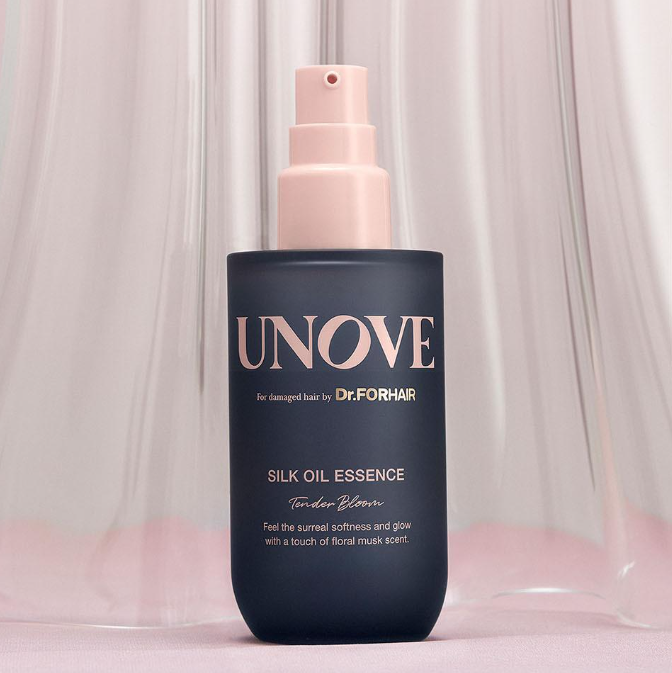 UNOVE
For damaged hair by Dr.FORHAIR
SILK OIL ESSENCE
Tender Bloom
Feel the surreal softness and glow
with a touch of floral musk scent.